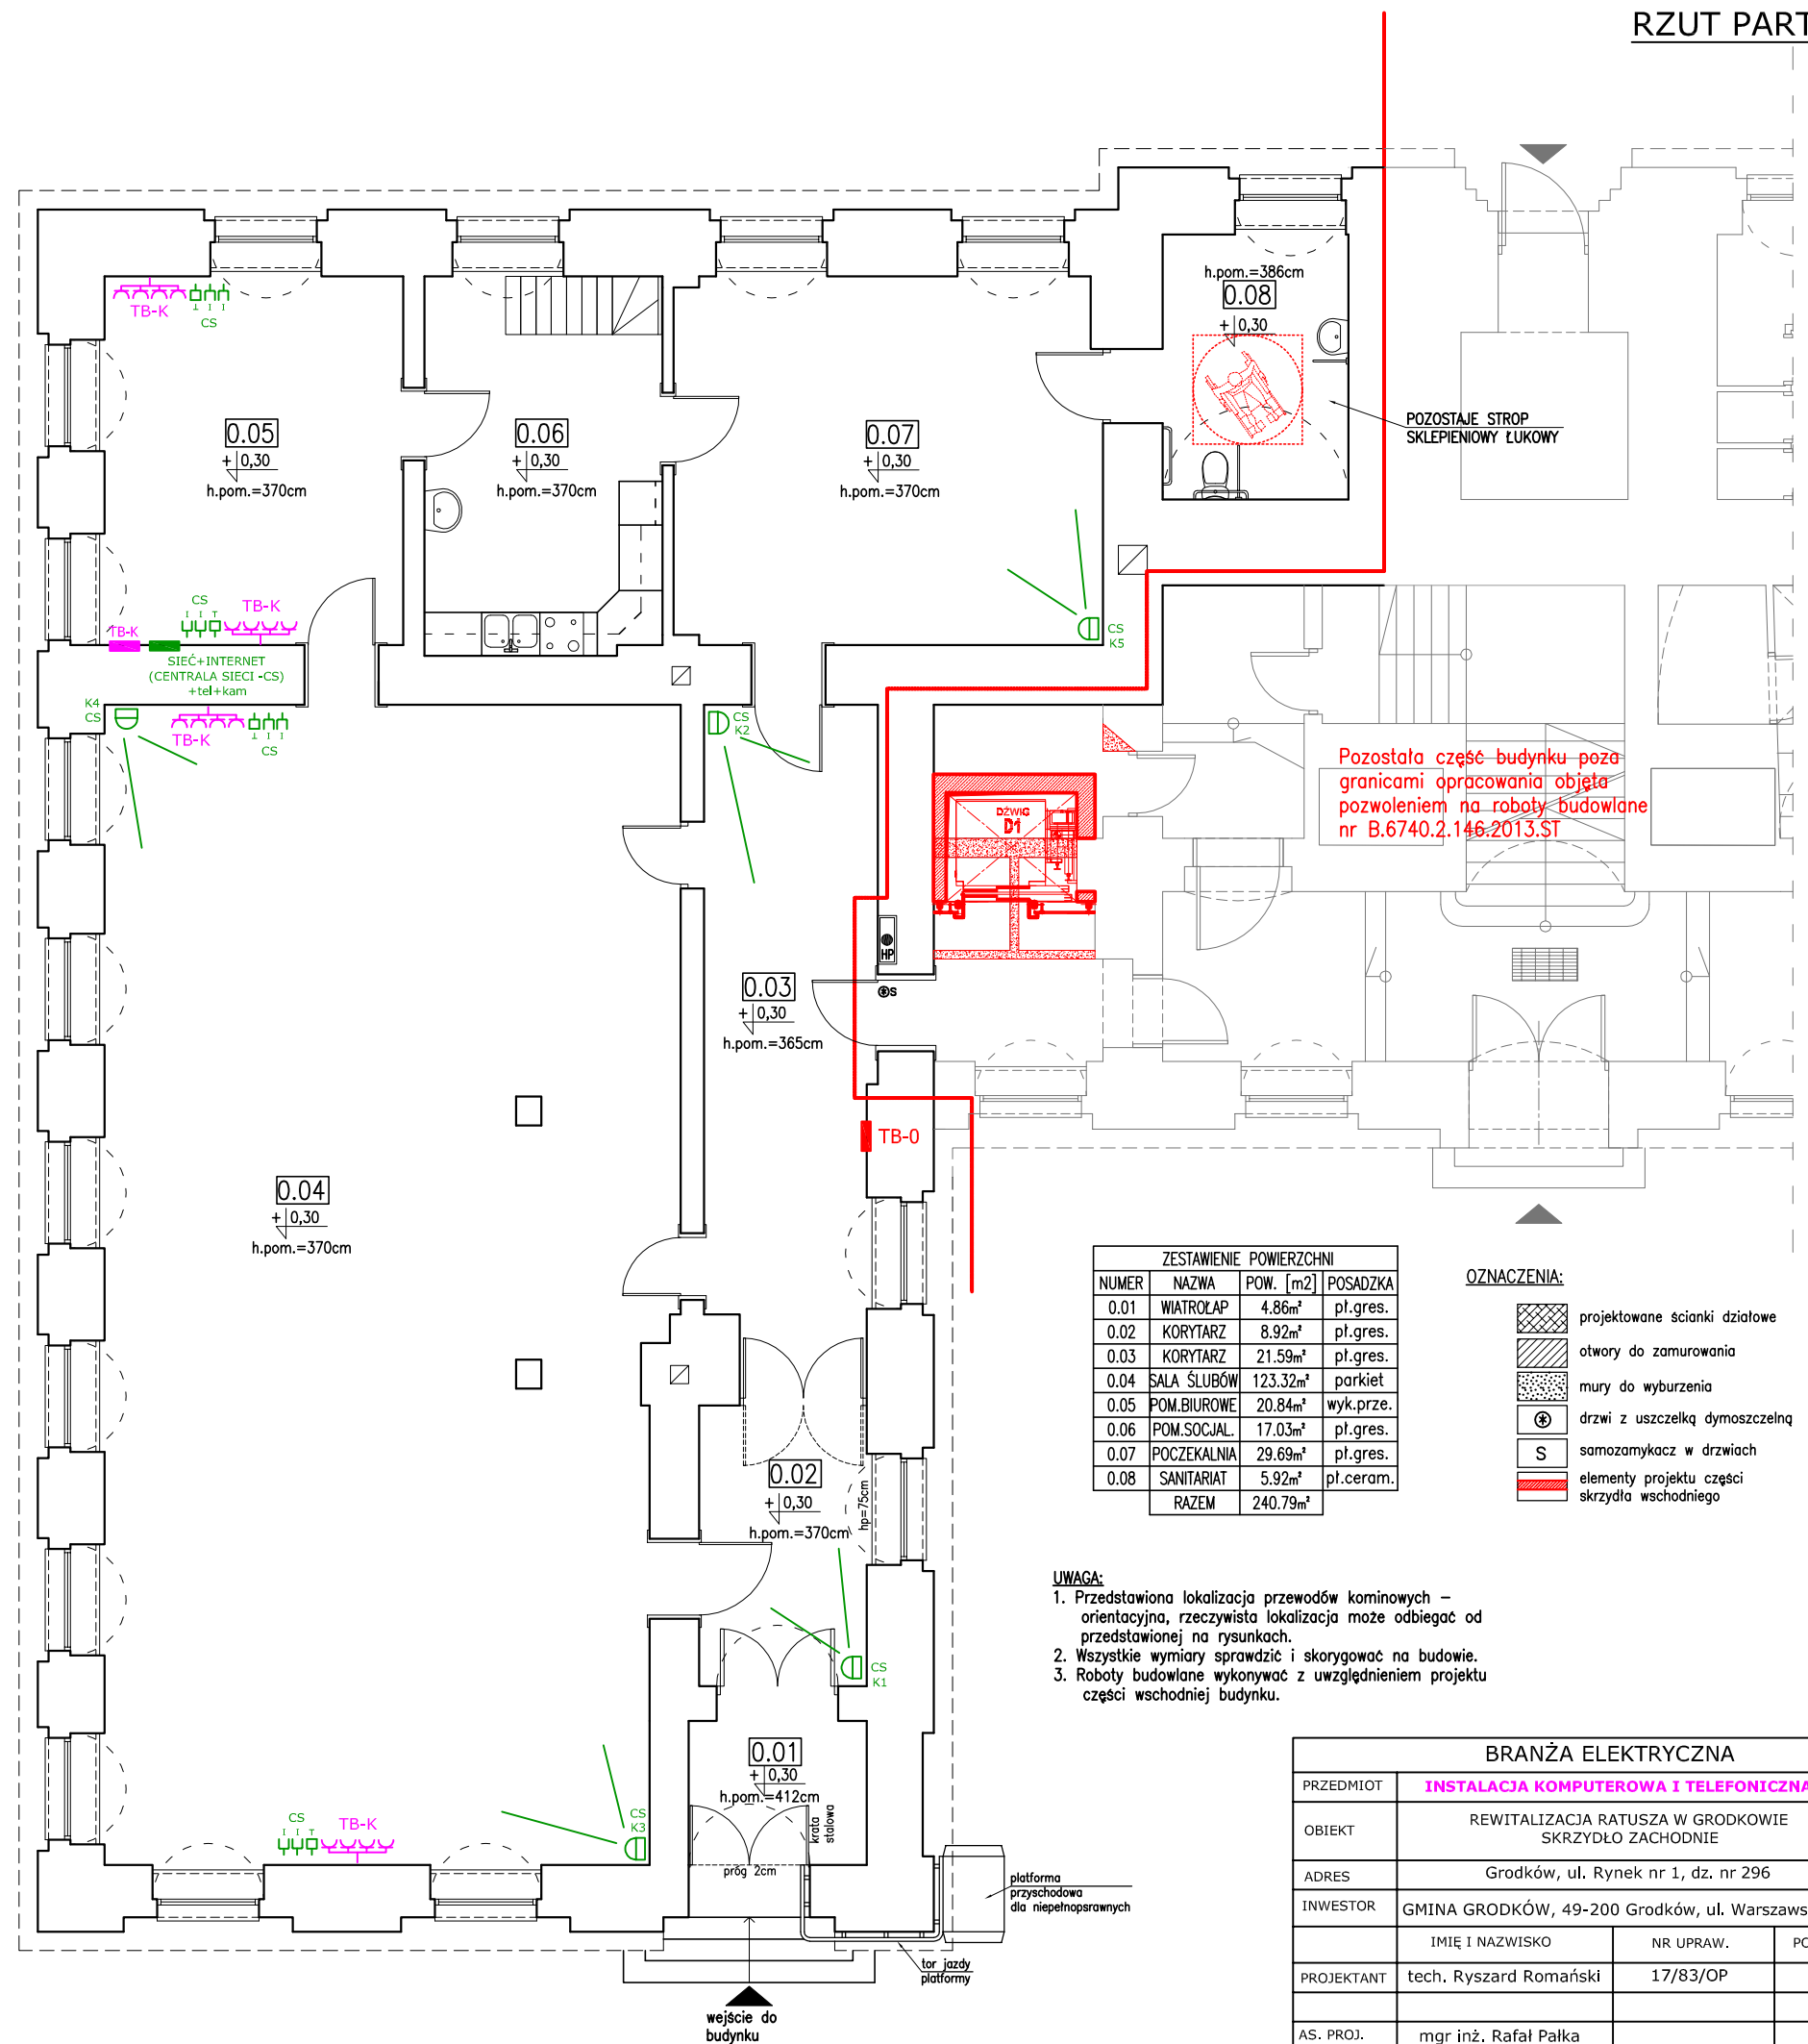 RZUT PART
h.pom.=386cm
0.08
+ 0,30
TB-K
CS
0.05
+ 0,30
h.pom.=370cm
0.06
+ 0,30
h.pom.=370cm
0.07
+ 0,30
h.pom.=370cm
POZOSTAJE STROP
SKLEPIENIOWY ŁUKOWY
CS
TB-K
TB-K
SIEĆ+INTERNET
(CENTRALA SIECI -CS)
+tel+kam
CS
K5
K4
CS
TB-K
CS
CS
K2
DŹWIG
D1
Pozostała część budynku poza
granicami opracowania objęta
pozwoleniem na roboty budowlane
nr B.6740.2.146.2013.ST
HP
S
0.03
+ 0,30
h.pom.=365cm
TB-0
0.04
+ 0,30
h.pom.=370cm
ZESTAWIENIE POWIERZCHNI
NUMER NAZWA POW. [m2] POSADZKA
0.01 WIATROŁAP 4.86m² pł.gres.
0.02 KORYTARZ 8.92m² pł.gres.
0.03 KORYTARZ 21.59m² pł.gres.
0.04 SALA ŚLUBÓW 123.32m² parkiet
0.05 POM.BIUROWE 20.84m² wyk.prze.
0.06 POM.SOCJAL. 17.03m² pł.gres.
0.07 POCZEKALNIA 29.69m² pł.gres.
0.08 SANITARIAT 5.92m² pł.ceram.
RAZEM 240.79m²
OZNACZENIA:
projektowane ścianki działowe
otwory do zamurowania
mury do wyburzenia
drzwi z uszczelką dymoszczelną
S samozamykacz w drzwiach
elementy projektu części
skrzydła wschodniego
0.02
+ 0,30
h.pom.=370cm
hp=75cm
UWAGA:
1. Przedstawiona lokalizacja przewodów kominowych –
orientacyjna, rzeczywista lokalizacja może odbiegać od
przedstawionej na rysunkach.
2. Wszystkie wymiary sprawdzić i skorygować na budowie.
3. Roboty budowlane wykonywać z uwzględnieniem projektu
części wschodniej budynku.
CS
K1
0.01
+ 0,30
h.pom.=412cm
krata
stalowa
próg 2cm
CS
K3
CS
TB-K
platforma
przyschodowa
dla niepełnopsrawnych
tor jazdy
platformy
wejście do
budynku
BRANŻA ELEKTRYCZNA
PRZEDMIOT INSTALACJA KOMPUTEROWA I TELEFONICZNA
OBIEKT REWITALIZACJA RATUSZA W GRODKOWIE
SKRZYDŁO ZACHODNIE
ADRES Grodków, ul. Rynek nr 1, dz. nr 296
INWESTOR GMINA GRODKÓW, 49-200 Grodków, ul. Warszaws
IMIĘ I NAZWISKO NR UPRAW. PO
PROJEKTANT tech. Ryszard Romański 17/83/OP
AS. PROJ. mgr inż. Rafał Pałka